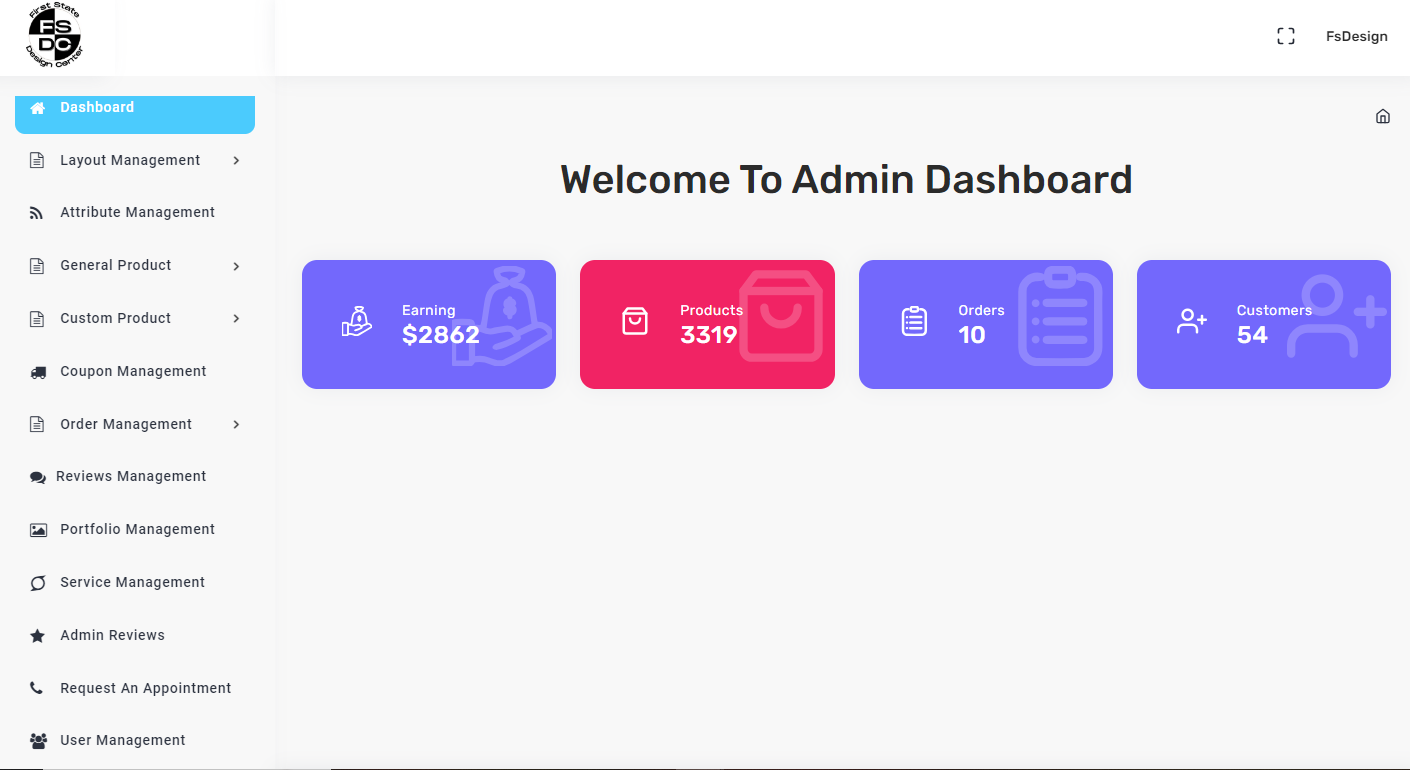 First State
FS
DC
Design Center
FsDesign
Dashboard
Layout Management
Attribute Management
General Product
Custom Product
Coupon Management
Order Management
Reviews Management
Portfolio Management
Service Management
Admin Reviews
Request An Appointment
User Management
Welcome To Admin Dashboard
Earning
$2862
Products
3319
Orders
10
Customers
54